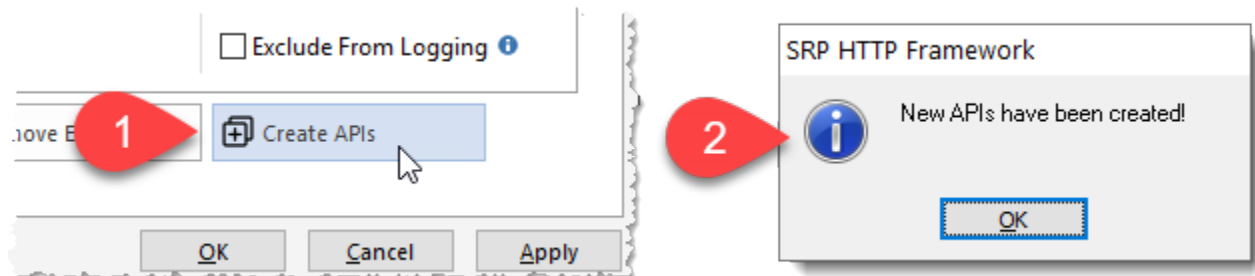 Exclude From Logging
1
Create APIs
OK
Cancel
Apply
2
SRP HTTP Framework
New APIs have been created!
OK